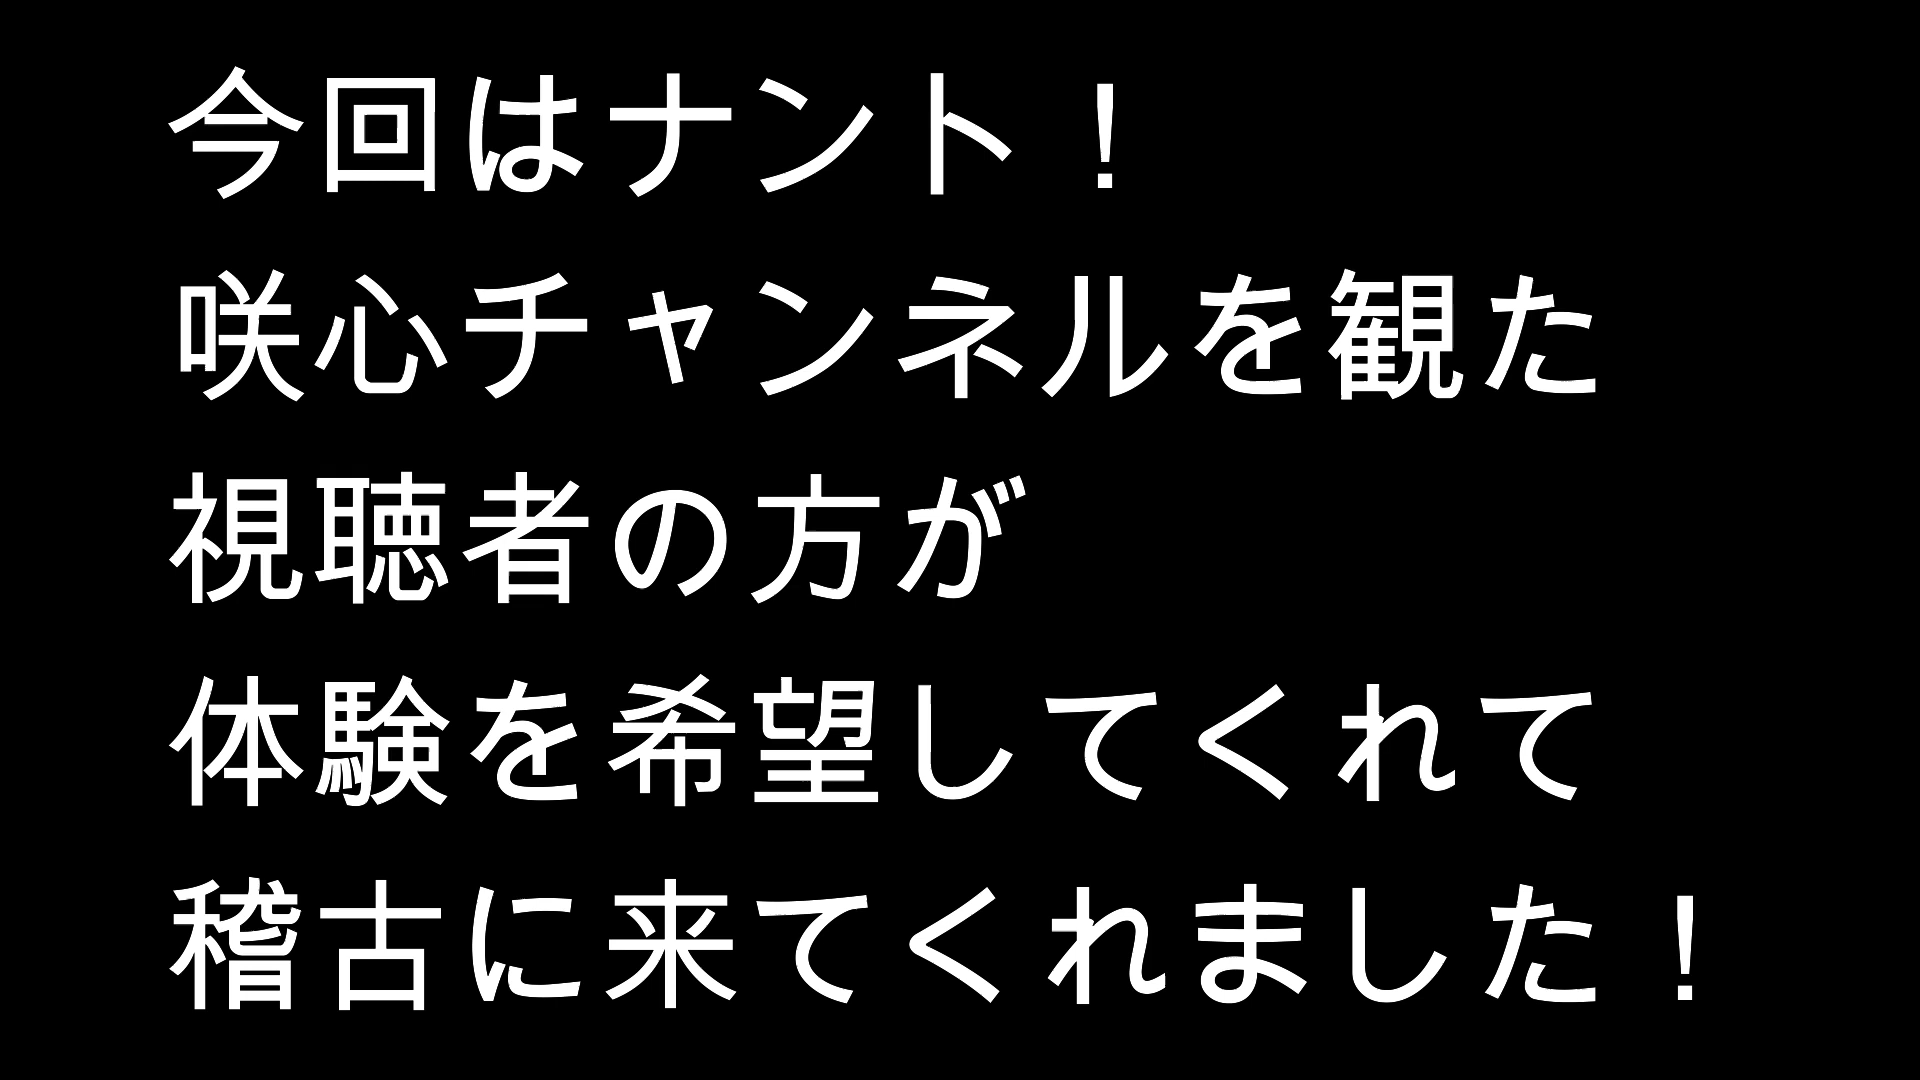 今回はナント！
咲心チャンネルを観た
視聴者の方が
体験を希望してくれて
稽古に来てくれました！